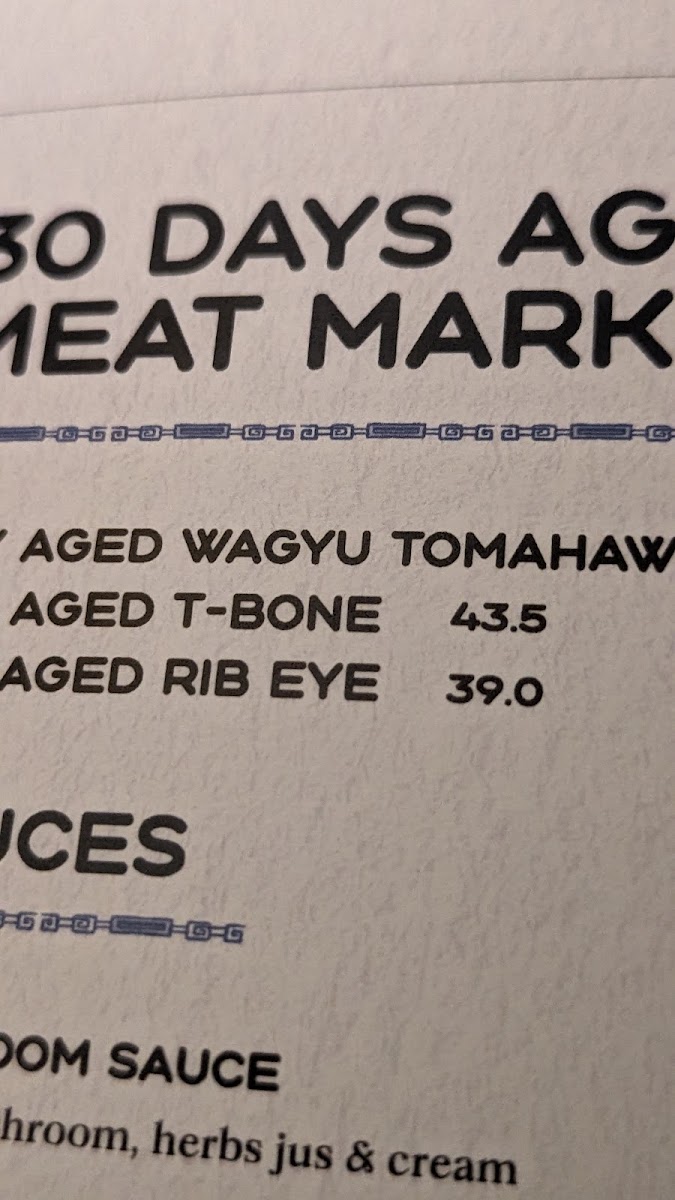 30 DAYS AG
MEAT MARK
AGED WAGYU TOMAHAW
AGED T-BONE 43.5
AGED RIB EYE 39.0
UCES
OOM SAUCE
hroom, herbs jus & cream